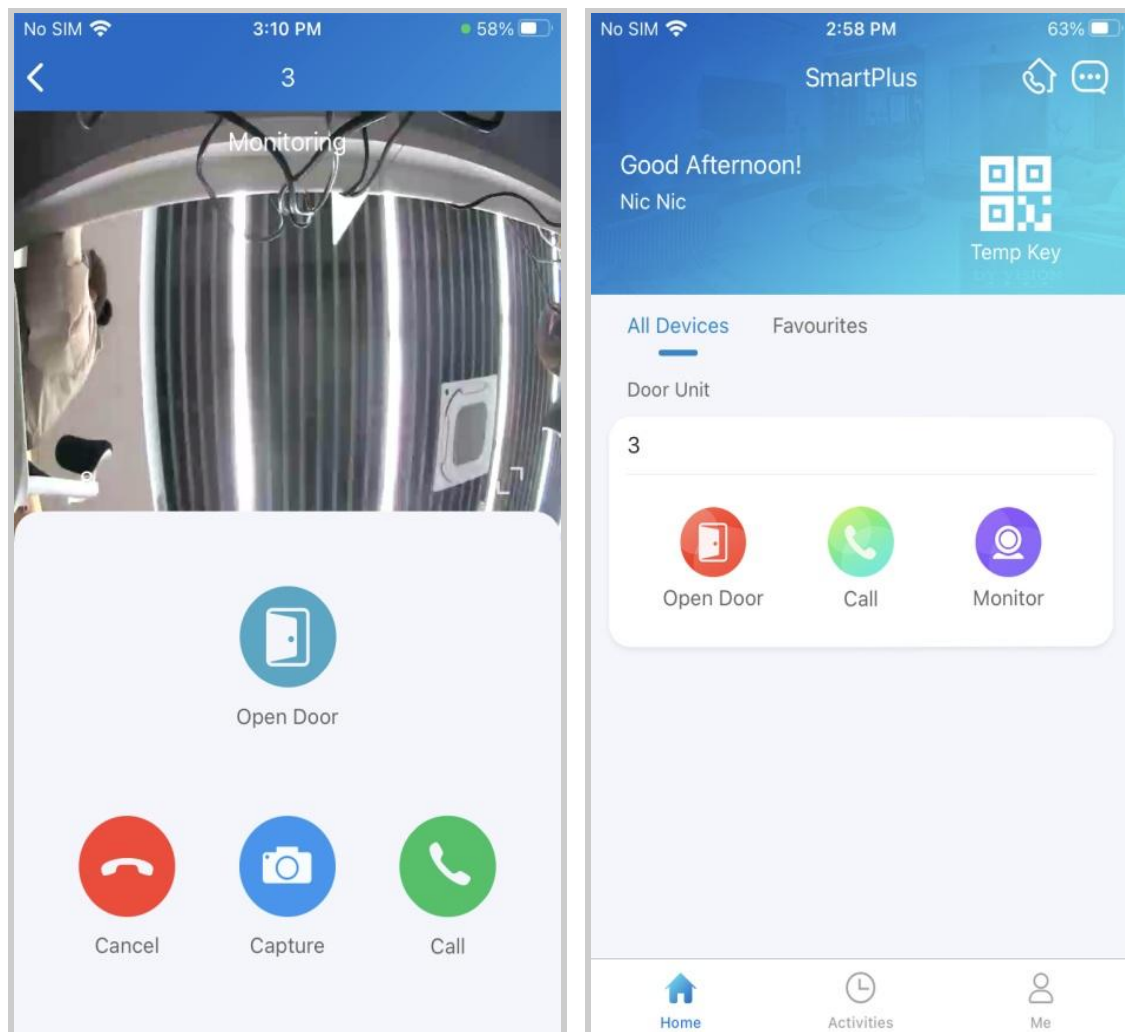 No SIM 3:10 PM 58%
3
Monitoring
Open Door
Cancel Capture Call
No SIM 2:58 PM 63%
SmartPlus
Good Afternoon!
Nic Nic
Temp Key
All Devices Favourites
Door Unit
3
Open Door Call Monitor
Home Activities Me